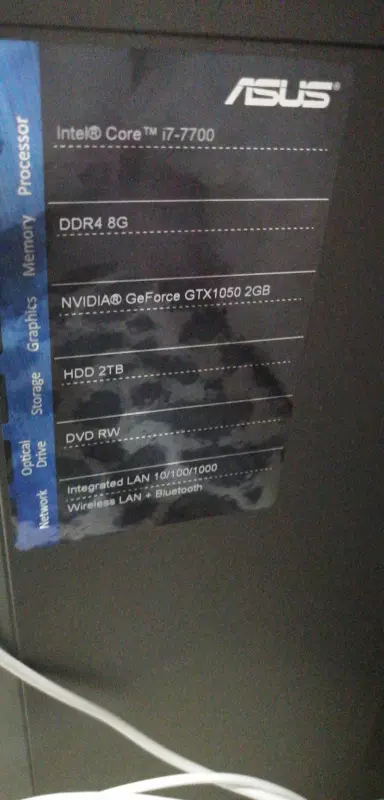 ASUS®
Processor
Intel® Core™ i7-7700
Memory
DDR4 8G
Graphics
NVIDIA® GeForce GTX1050 2GB
Storage
HDD 2TB
Optical
Drive
DVD RW
Network
Integrated LAN 10/100/1000
Wireless LAN + Bluetooth